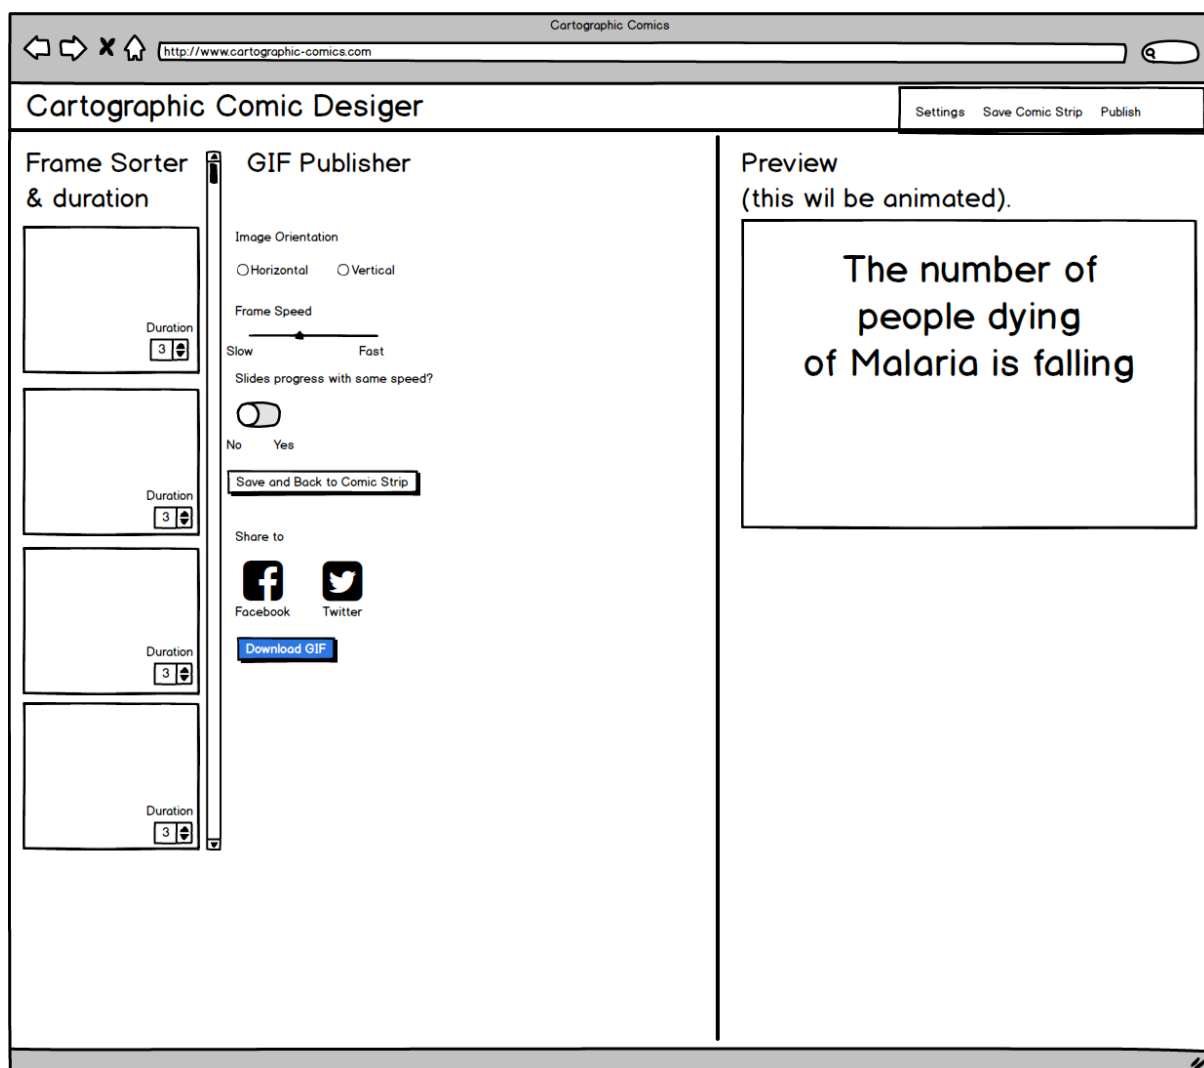 Cartographic Comics
http://www.cartographic-comics.com
Cartographic Comic Desiger
Settings Save Comic Strip Publish
Frame Sorter
& duration
Duration
3
Duration
3
Duration
3
Duration
3
GIF Publisher
Image Orientation
Horizontal Vertical
Frame Speed
Slow Fast
Slides progress with same speed?
No Yes
Save and Back to Comic Strip
Share to
Facebook Twitter
Download GIF
Preview
(this wil be animated).
The number of
people dying
of Malaria is falling